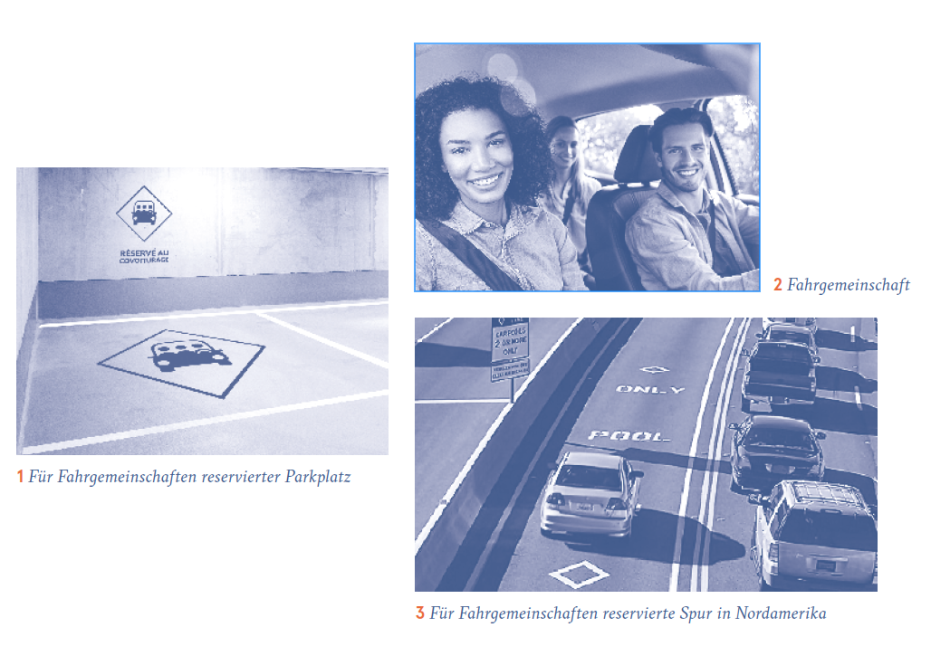 RÉSERVÉ AU
COVOITURAGE
1 Für Fahrgemeinschaften reservierter Parkplatz
2 Fahrgemeinschaft
CARPOOLS
2 OR MORE
ONLY
ONLY
POOL
3 Für Fahrgemeinschaften reservierte Spur in Nordamerika